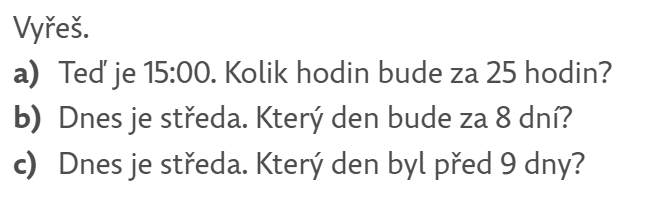 Vyřeš.
a) Teď je 15:00. Kolik hodin bude za 25 hodin?
b) Dnes je středa. Který den bude za 8 dní?
c) Dnes je středa. Který den byl před 9 dny?